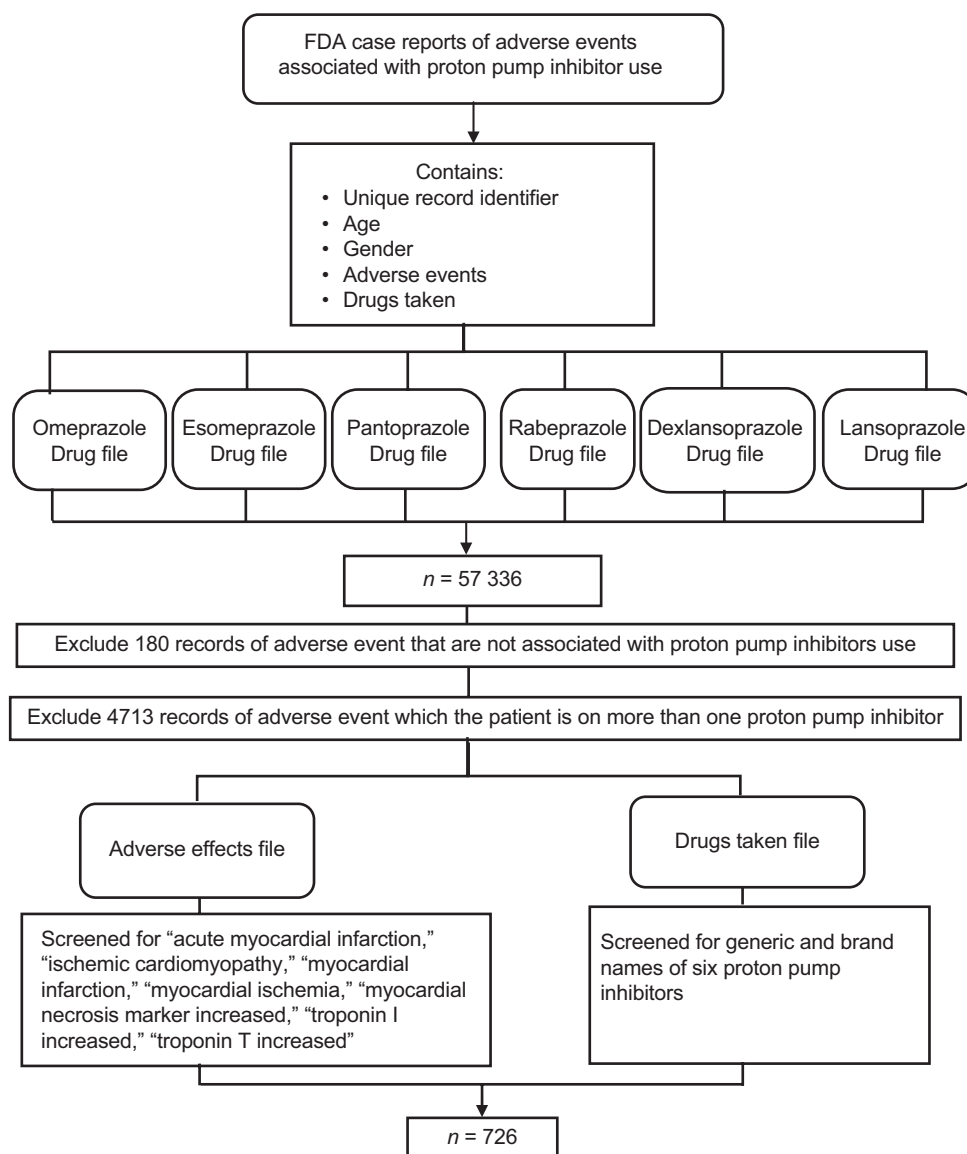 FDA case reports of adverse events
associated with proton pump inhibitor use
Contains:
• Unique record identifier
• Age
• Gender
• Adverse events
• Drugs taken
Omeprazole
Drug file
Esomeprazole
Drug file
Pantoprazole
Drug file
Rabeprazole
Drug file
Dexlansoprazole
Drug file
Lansoprazole
Drug file
n = 57 336
Exclude 180 records of adverse event that are not associated with proton pump inhibitors use
Exclude 4713 records of adverse event which the patient is on more than one proton pump inhibitor
Adverse effects file
Drugs taken file
Screened for “acute myocardial infarction,”
“ischemic cardiomyopathy,” “myocardial
infarction,” “myocardial ischemia,” “myocardial
necrosis marker increased,” “troponin I
increased,” “troponin T increased”
Screened for generic and brand
names of six proton pump
inhibitors
n = 726